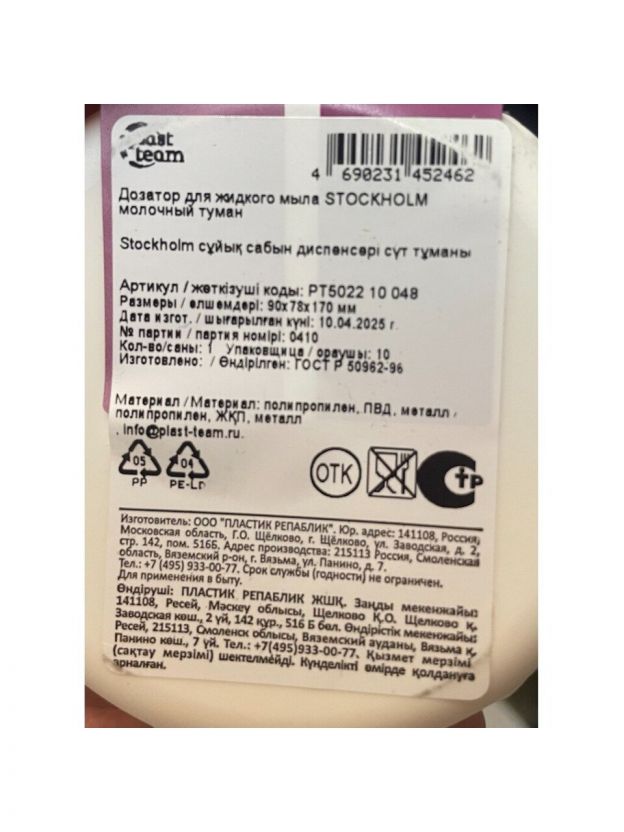 Plast
team
4 690231 452462
Дозатор для жидкого мыла STOCKHOLM
молочный туман
Stockholm сұйық сабын диспенсері сүт тұманы
Артикул / жеткізуші коды: PT5022 10 048
Размеры / өлшемдері: 90х78х170 мм
Дата изгот. / шығарылған күні: 10.04.2025 г.
№ партии / партия номірі: 0410
Кол-во/саны: 1 Упаковщица / ораушы: 10
Изготовлено: / Өндірілген: ГОСТ Р 50962-96
Материал / Материал: полипропилен, ПВД, металл /
полипропилен, ЖҚП, металл
. info@plast-team.ru.
05
PP
04
PE-LD
ОТК
СТР
Изготовитель: ООО "ПЛАСТИК РЕПАБЛИК". Юр. адрес: 141108, Россия,
Московская область, Г.О. Щёлково, г. Щёлково, ул. Заводская, д. 2,
стр. 142, пом. 516Б. Адрес производства: 215113 Россия, Смоленская
область, Вяземский р-он, г. Вязьма, ул. Панино, д. 7.
Тел.: +7 (495) 933-00-77. Срок службы (годности) не ограничен.
Для применения в быту.
Өндіруші: ПЛАСТИК РЕПАБЛИК ЖШҚ. Заңды мекенжайы:
141108, Ресей, Мәскеу облысы, Щелково Қ.О. Щелково қ.
Заводская көш., 2 үй, 142 құр., 516 Б бөл. Өндірістік мекенжайы:
Ресей, 215113, Смоленск облысы, Вяземский ауданы, Вязьма қ.
Панино көш., 7 үй. Тел.: +7(495)933-00-77. Қызмет мерзімі
(сақтау мерзімі) шектелмейді. Күнделікті өмірде қолдануға
арналған.